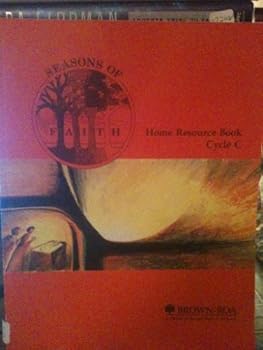 SEASONS OF
FAITH
Home Resource Book
Cycle C
BROWN-ROA